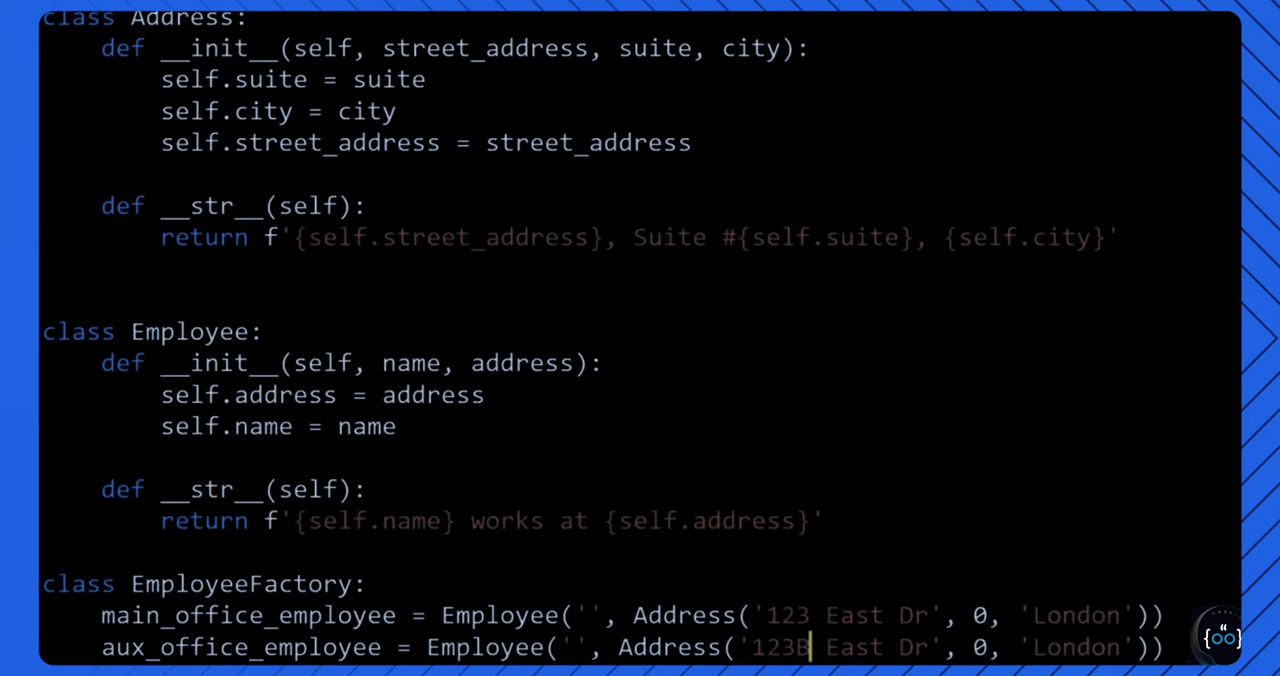 class Address:
    def __init__(self, street_address, suite, city):
        self.suite = suite
        self.city = city
        self.street_address = street_address
    def __str__(self):
        return f'{self.street_address}, Suite #{self.suite}, {self.city}'
class Employee:
    def __init__(self, name, address):
        self.address = address
        self.name = name
    def __str__(self):
        return f'{self.name} works at {self.address}'
class EmployeeFactory:
    main_office_employee = Employee('', Address('123 East Dr', 0, 'London'))
    aux_office_employee = Employee('', Address('123B East Dr', 0, 'London'))